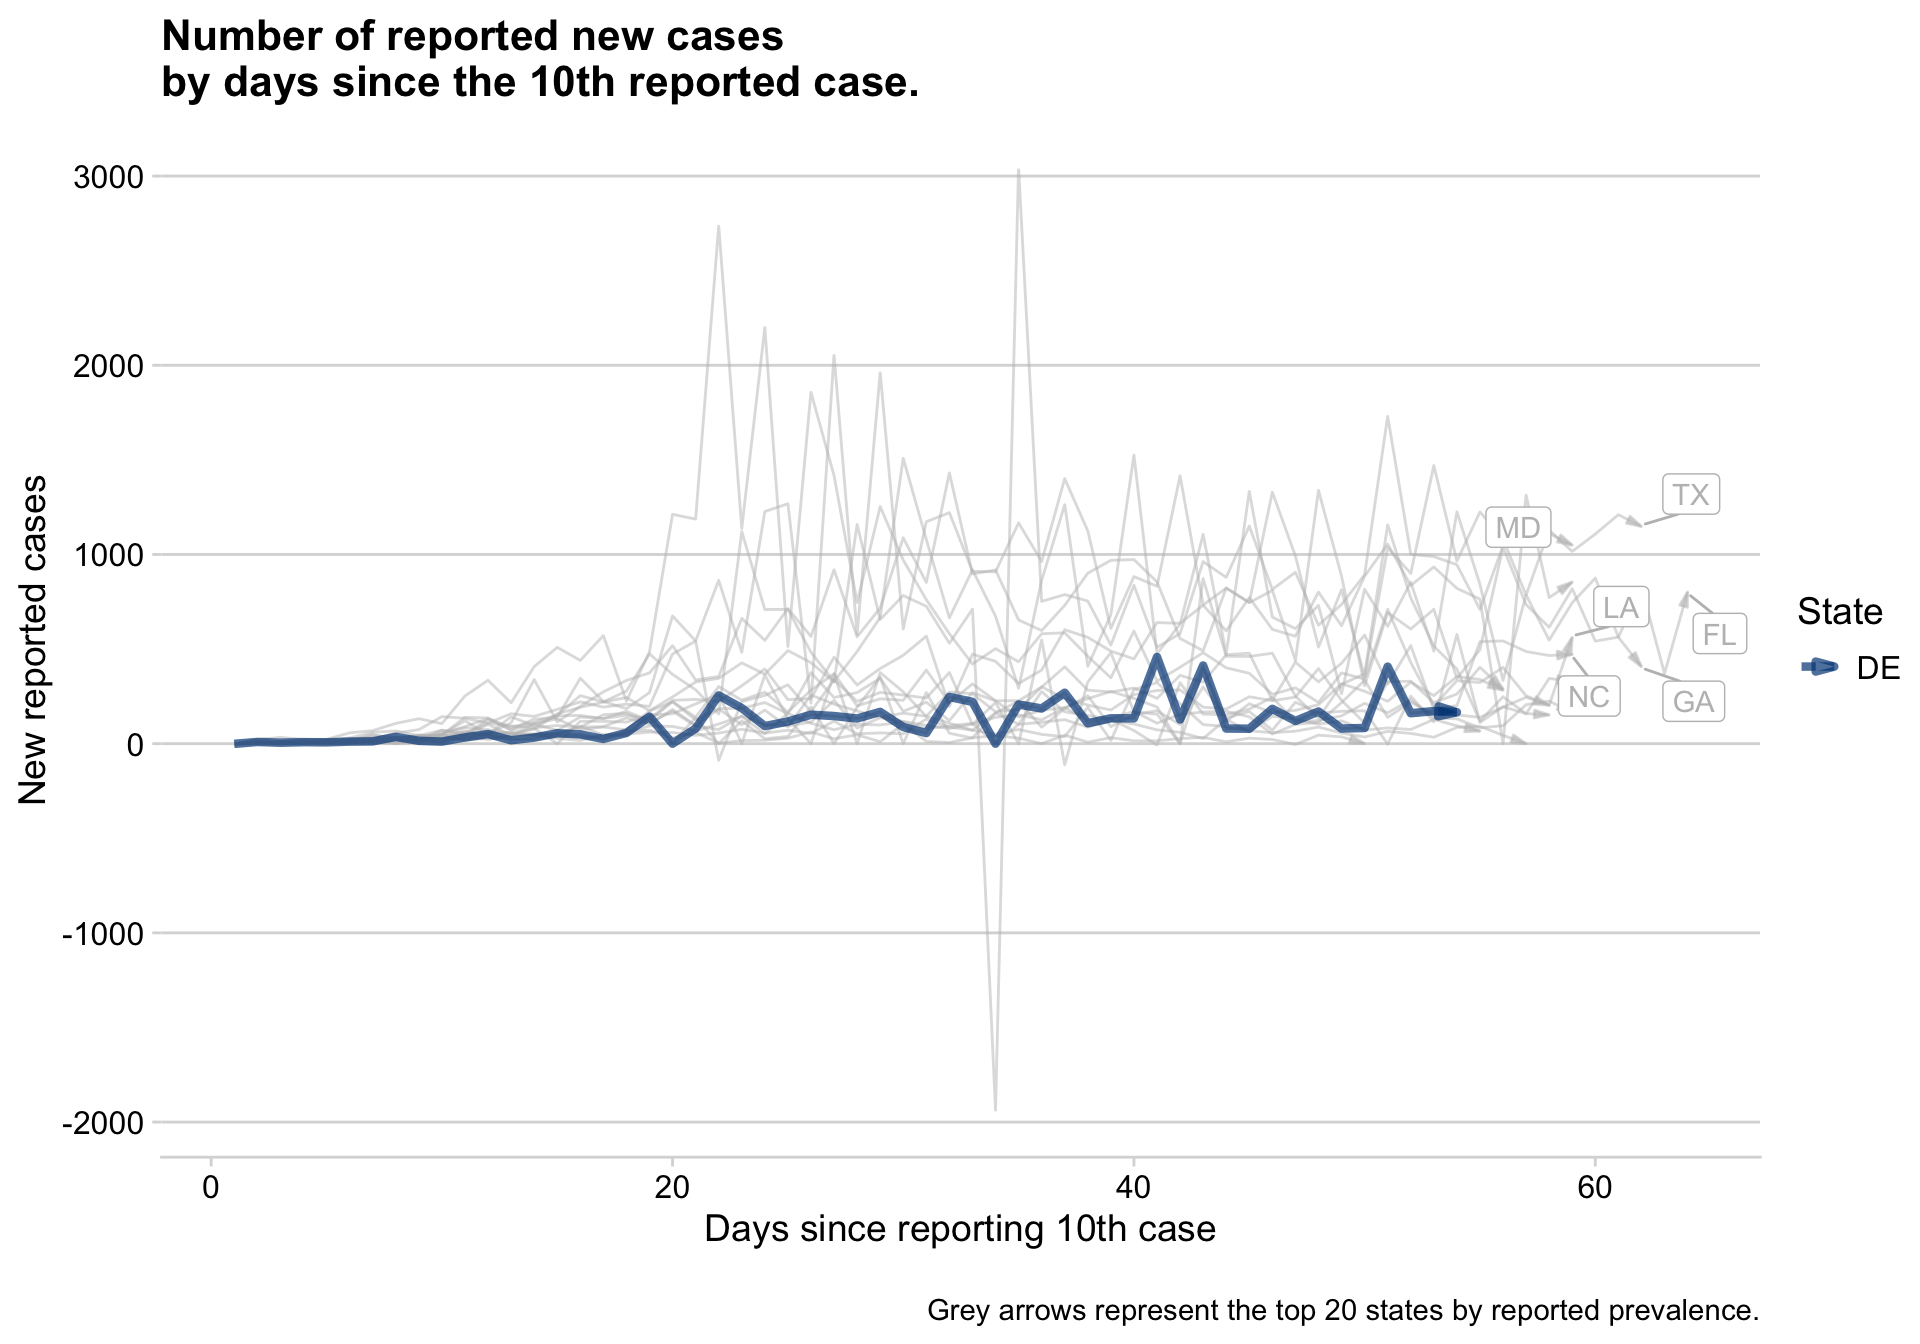 Number of reported new cases
by days since the 10th reported case.
New reported cases
3000
2000
1000
0
-1000
-2000
TX
MD
LA
FL
NC
GA
State
DE
0
20
40
60
Days since reporting 10th case
Grey arrows represent the top 20 states by reported prevalence.